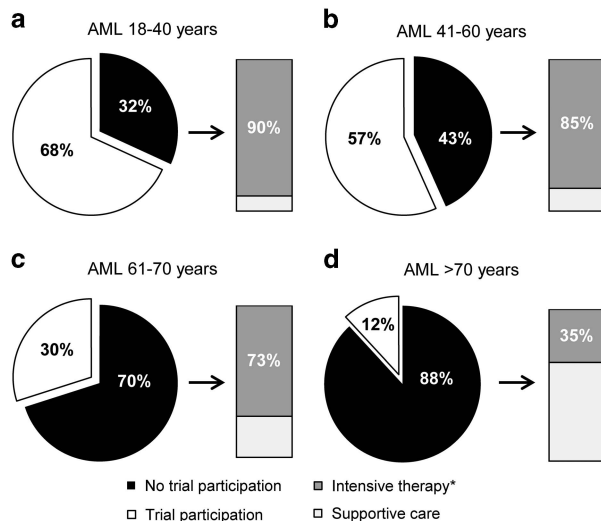 a
AML 18-40 years
32%
68%
90%
b
AML 41-60 years
57%
43%
85%
c
AML 61-70 years
30%
70%
73%
d
AML >70 years
12%
88%
35%
No trial participation
Intensive therapy*
Trial participation
Supportive care